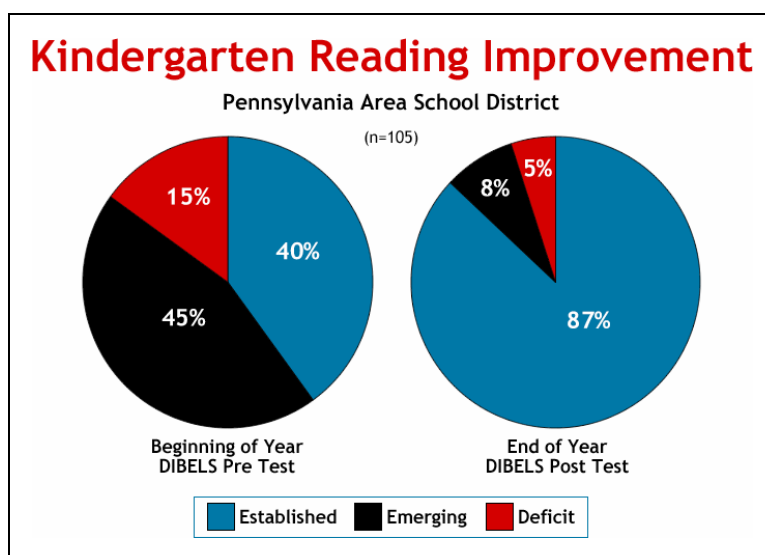 Kindergarten Reading Improvement
Pennsylvania Area School District
(n=105)
15%
40%
45%
8%
5%
87%
Beginning of Year
DIBELS Pre Test
End of Year
DIBELS Post Test
Established
Emerging
Deficit